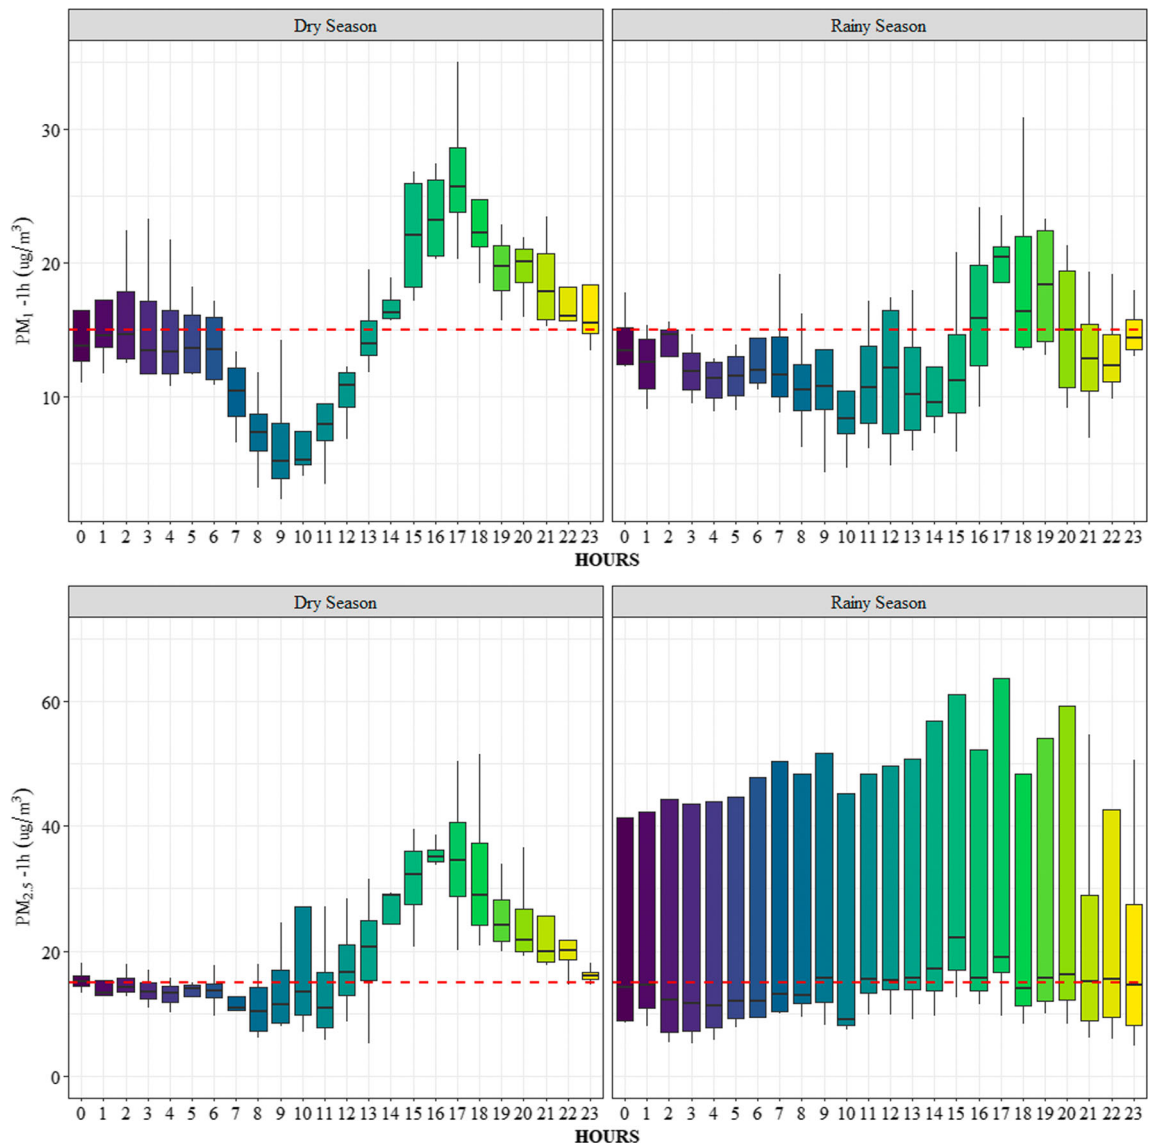 Dry Season Rainy Season
PM1 -1h (ug/m3)
30
20
10
0 1 2 3 4 5 6 7 8 9 10 11 12 13 14 15 16 17 18 19 20 21 22 23 0 1 2 3 4 5 6 7 8 9 10 11 12 13 14 15 16 17 18 19 20 21 22 23
HOURS
Dry Season Rainy Season
PM2.5 -1h (ug/m3)
60
40
20
0
0 1 2 3 4 5 6 7 8 9 10 11 12 13 14 15 16 17 18 19 20 21 22 23 0 1 2 3 4 5 6 7 8 9 10 11 12 13 14 15 16 17 18 19 20 21 22 23
HOURS